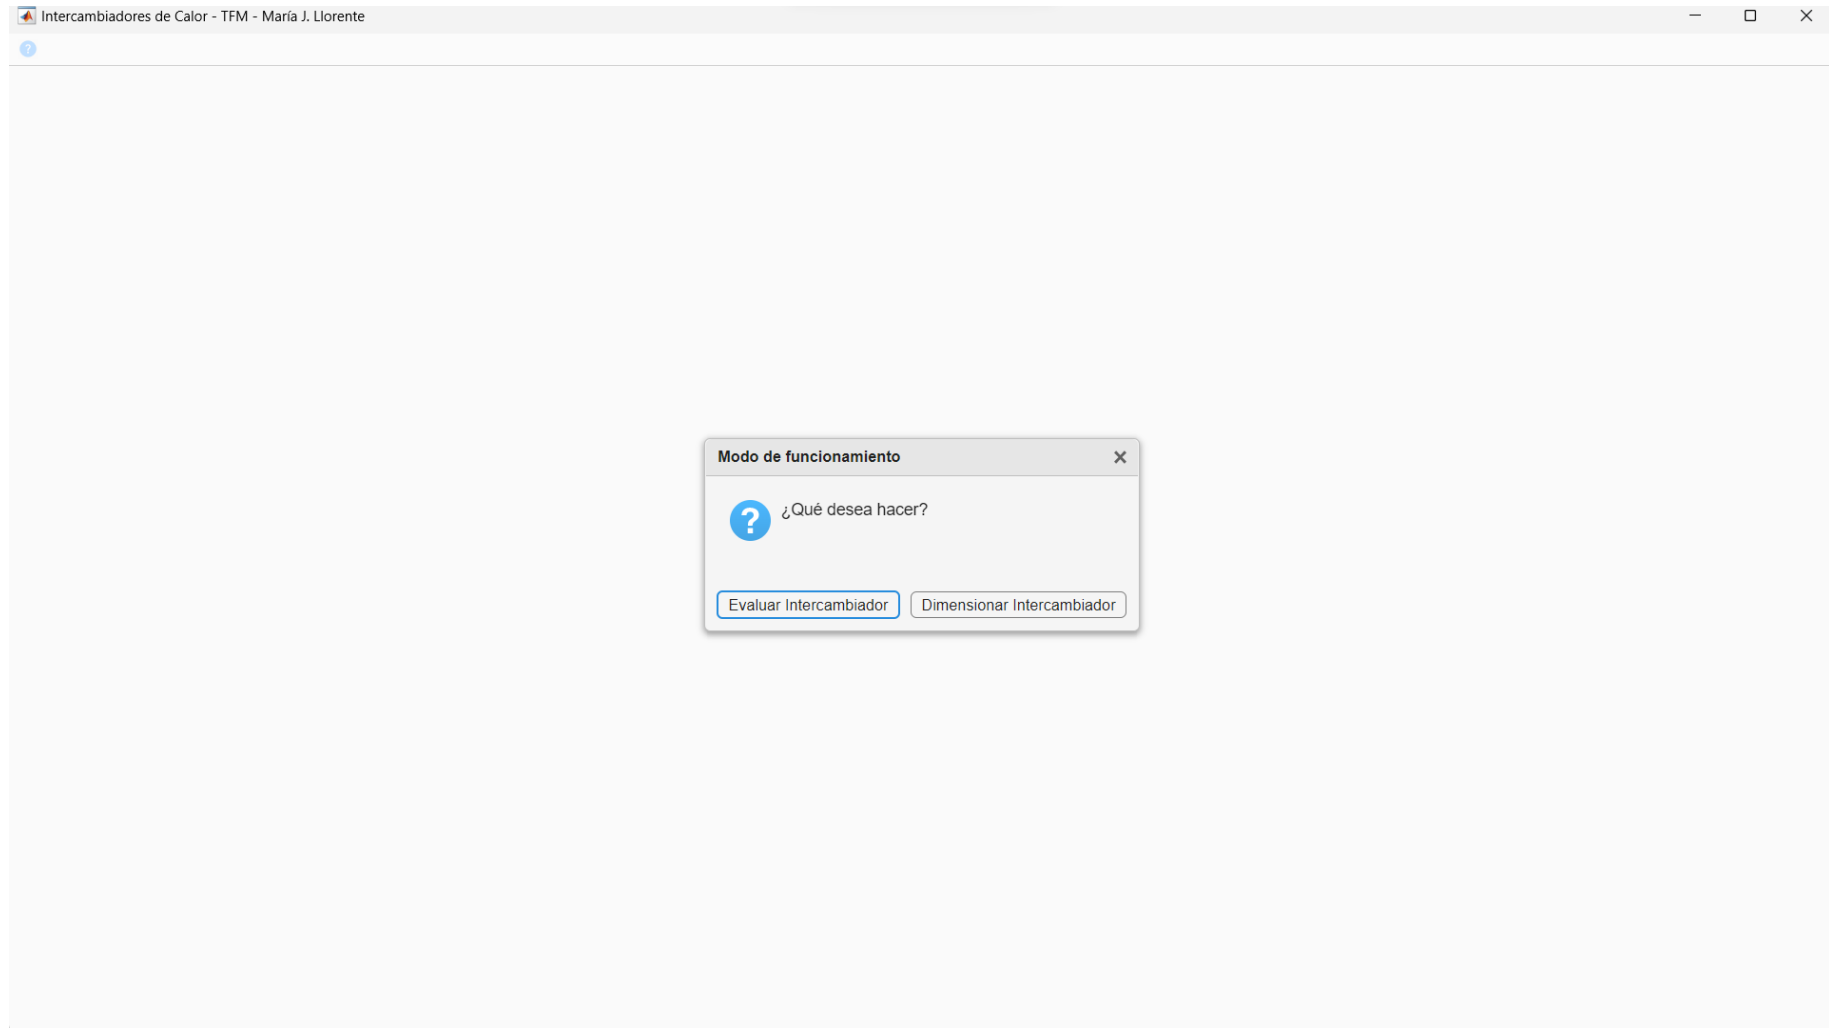 Intercambiadores de Calor - TFM - María J. Llorente
?
Modo de funcionamiento
? ¿Qué desea hacer?
Evaluar Intercambiador Dimensionar Intercambiador